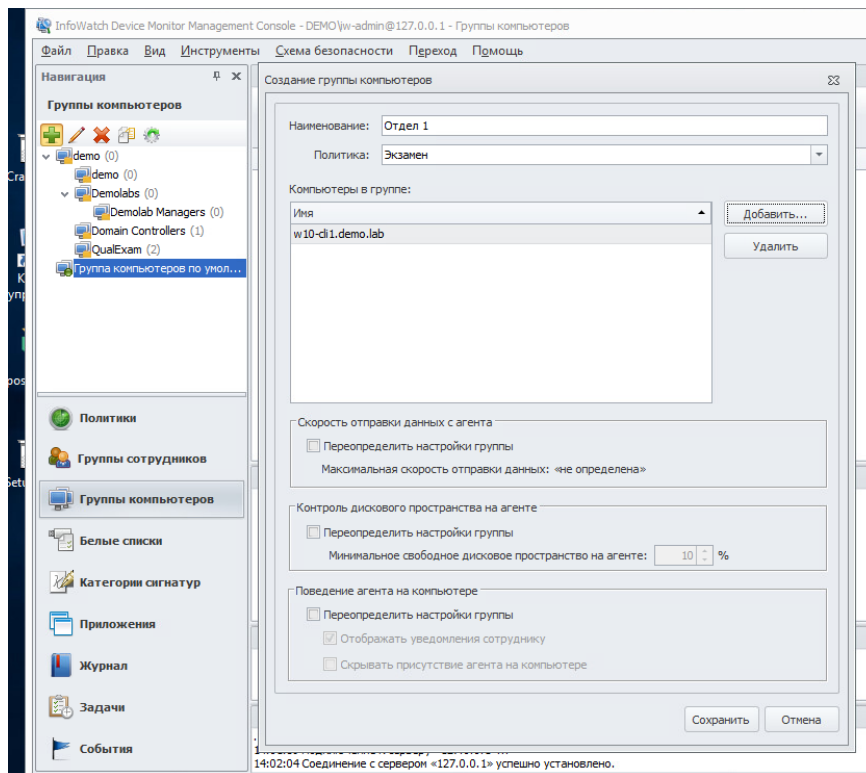 InfoWatch Device Monitor Management Console - DEMO\iw-admin@127.0.0.1 - Группы компьютеров
Файл Правка Вид Инструменты Схема безопасности Переход Помощь
Навигация
Группы компьютеров
demo (0)
demo (0)
Demolabs (0)
Demolab Managers (0)
Domain Controllers (1)
QualExam (2)
Группа компьютеров по умол...
Политики
Группы сотрудников
Группы компьютеров
Белые списки
Категории сигнатур
Приложения
Журнал
Задачи
События
Создание группы компьютеров
Наименование: Отдел 1
Политика: Экзамен
Компьютеры в группе:
Имя
w10-cli1.demo.lab
Добавить...
Удалить
Скорость отправки данных с агента
Переопределить настройки группы
Максимальная скорость отправки данных: «не определена»
Контроль дискового пространства на агенте
Переопределить настройки группы
Минимальное свободное дисковое пространство на агенте: 10 %
Поведение агента на компьютере
Переопределить настройки группы
Отображать уведомления сотруднику
Скрывать присутствие агента на компьютере
Сохранить Отмена
14:02:04 Соединение с сервером «127.0.0.1» успешно установлено.